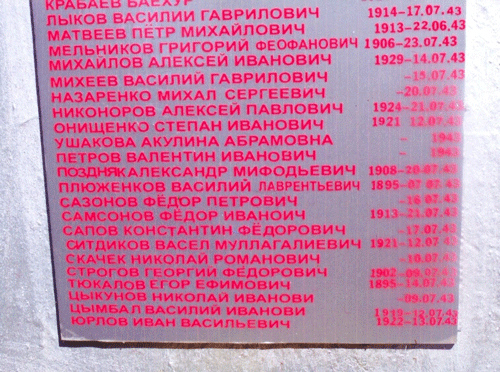 КРАБАЕВ БАЕХУР
ЛЫКОВ ВАСИЛИЙ ГАВРИЛОВИЧ 1914-17.07.43
МАТВЕЕВ ПЁТР МИХАЙЛОВИЧ 1913-22.06.43
МЕЛЬНИКОВ ГРИГОРИЙ ФЕОФАНОВИЧ 1906-23.07.43
МИХАЙЛОВ АЛЕКСЕЙ ИВАНОВИЧ 1929-14.07.43
МИХЕЕВ ВАСИЛИЙ ГАВРИЛОВИЧ -15.07.43
НАЗАРЕНКО МИХАЛ СЕРГЕЕВИЧ -20.07.43
НИКОНОРОВ АЛЕКСЕЙ ПАВЛОВИЧ 1924-21.07.43
ОНИЩЕНКО СТЕПАН ИВАНОВИЧ 1921 12.07.43
УШАКОВА АКУЛИНА АБРАМОВНА - 1943
ПЕТРОВ ВАЛЕНТИН ИВАНОВИЧ - 1943
ПОЗДНЯК АЛЕКСАНДР МИФОДЬЕВИЧ 1908-20.07.43
ПЛЮЖЕНКОВ ВАСИЛИЙ ЛАВРЕНТЬЕВИЧ 1895-07.07.43
САЗОНОВ ФЁДОР ПЕТРОВИЧ -16.07.43
САМСОНОВ ФЁДОР ИВАНОИЧ 1913-21.07.43
САПОВ КОНСТАНТИН ФЁДОРОВИЧ -17.07.43
СИТДИКОВ ВАСЕЛ МУЛЛАГАЛИЕВИЧ 1921-12.07.43
СКАЧЕК НИКОЛАЙ РОМАНОВИЧ -10.07.43
СТРОГОВ ГЕОРГИЙ ФЁДОРОВИЧ 1902-09.07.43
ТЮКАЛОВ ЕГОР ЕФИМОВИЧ 1895-14.07.43
ЦЫКУНОВ НИКОЛАЙ ИВАНОВИ -09.07.43
ЦЫМБАЛ ВАСИЛИЙ ИВАНОВИ 1919-12.07.43
ЮРЛОВ ИВАН ВАСИЛЬЕВИЧ 1922-13.07.43